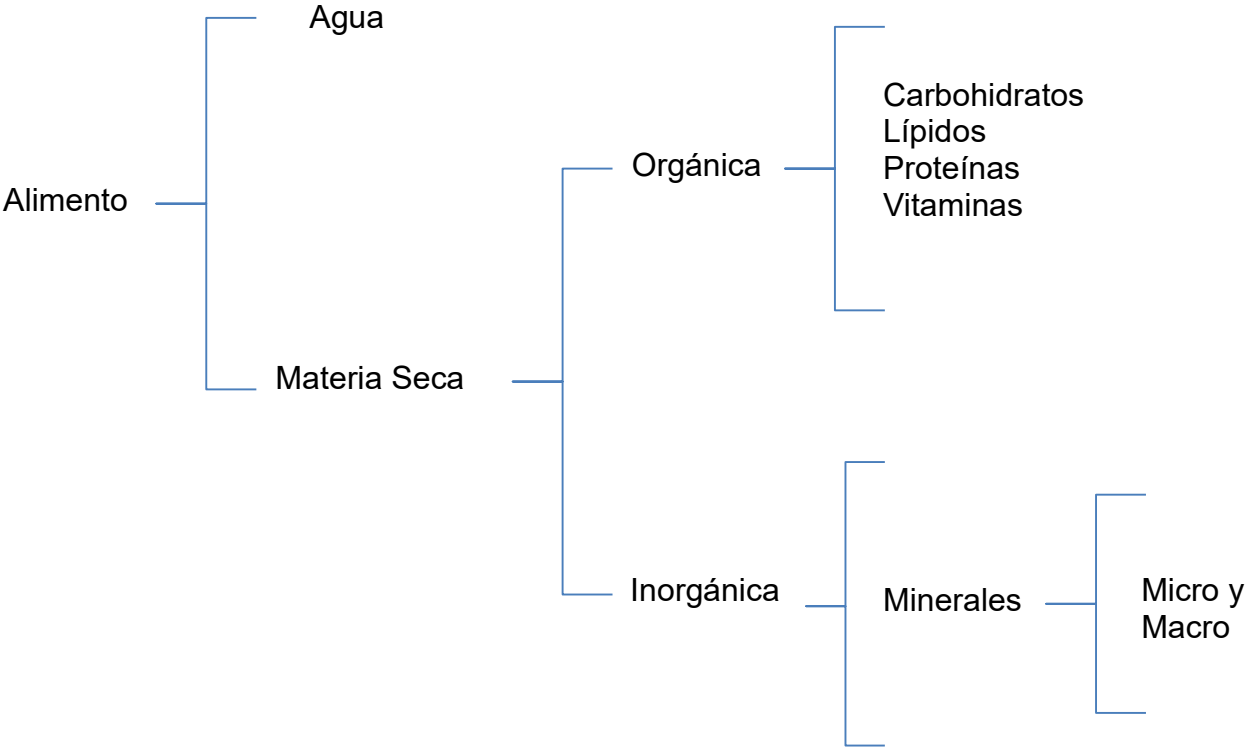 Agua
Alimento
Materia Seca
Orgánica
Carbohidratos
Lípidos
Proteínas
Vitaminas
Inorgánica
Minerales
Micro y
Macro